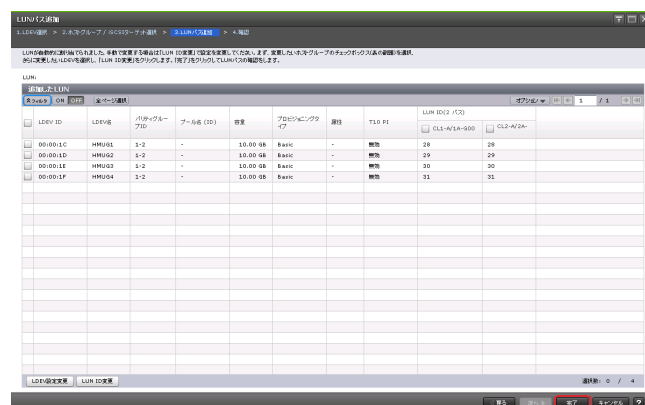 LUNパス追加
1.LDEV選択 > 2.ホストグループ / iSCSIターゲット選択 > 3.LUNパス追加 > 4.確認
LUNが自動的に割り当てられました。手動で変更する場合は「LUN ID変更」で設定を変更してください。まず、変更したいホストグループのチェックボックス(表の範囲)を選択、
さらに変更したいLDEVを選択し、「LUN ID変更」をクリックします。「完了」をクリックしてLUNパスの確認をします。
LUN:
追加したLUN
ON OFF 全ページ選択 オプション 1 / 1
LUN ID(2 パス)
LDEV ID LDEV名 パリティグループID プール名 (ID) 容量 プロビジョニングタイプ 属性 T10 PI CL1-A/1A-G00 CL2-A/2A-
00:00:1C HMUG1 1-2 - 10.00 GB Basic - 無効 28 28
00:00:1D HMUG2 1-2 - 10.00 GB Basic - 無効 29 29
00:00:1E HMUG3 1-2 - 10.00 GB Basic - 無効 30 30
00:00:1F HMUG4 1-2 - 10.00 GB Basic - 無効 31 31
LDEV設定変更 LUN ID変更 選択数: 0 / 4
戻る 次へ 完了 キャンセル ?